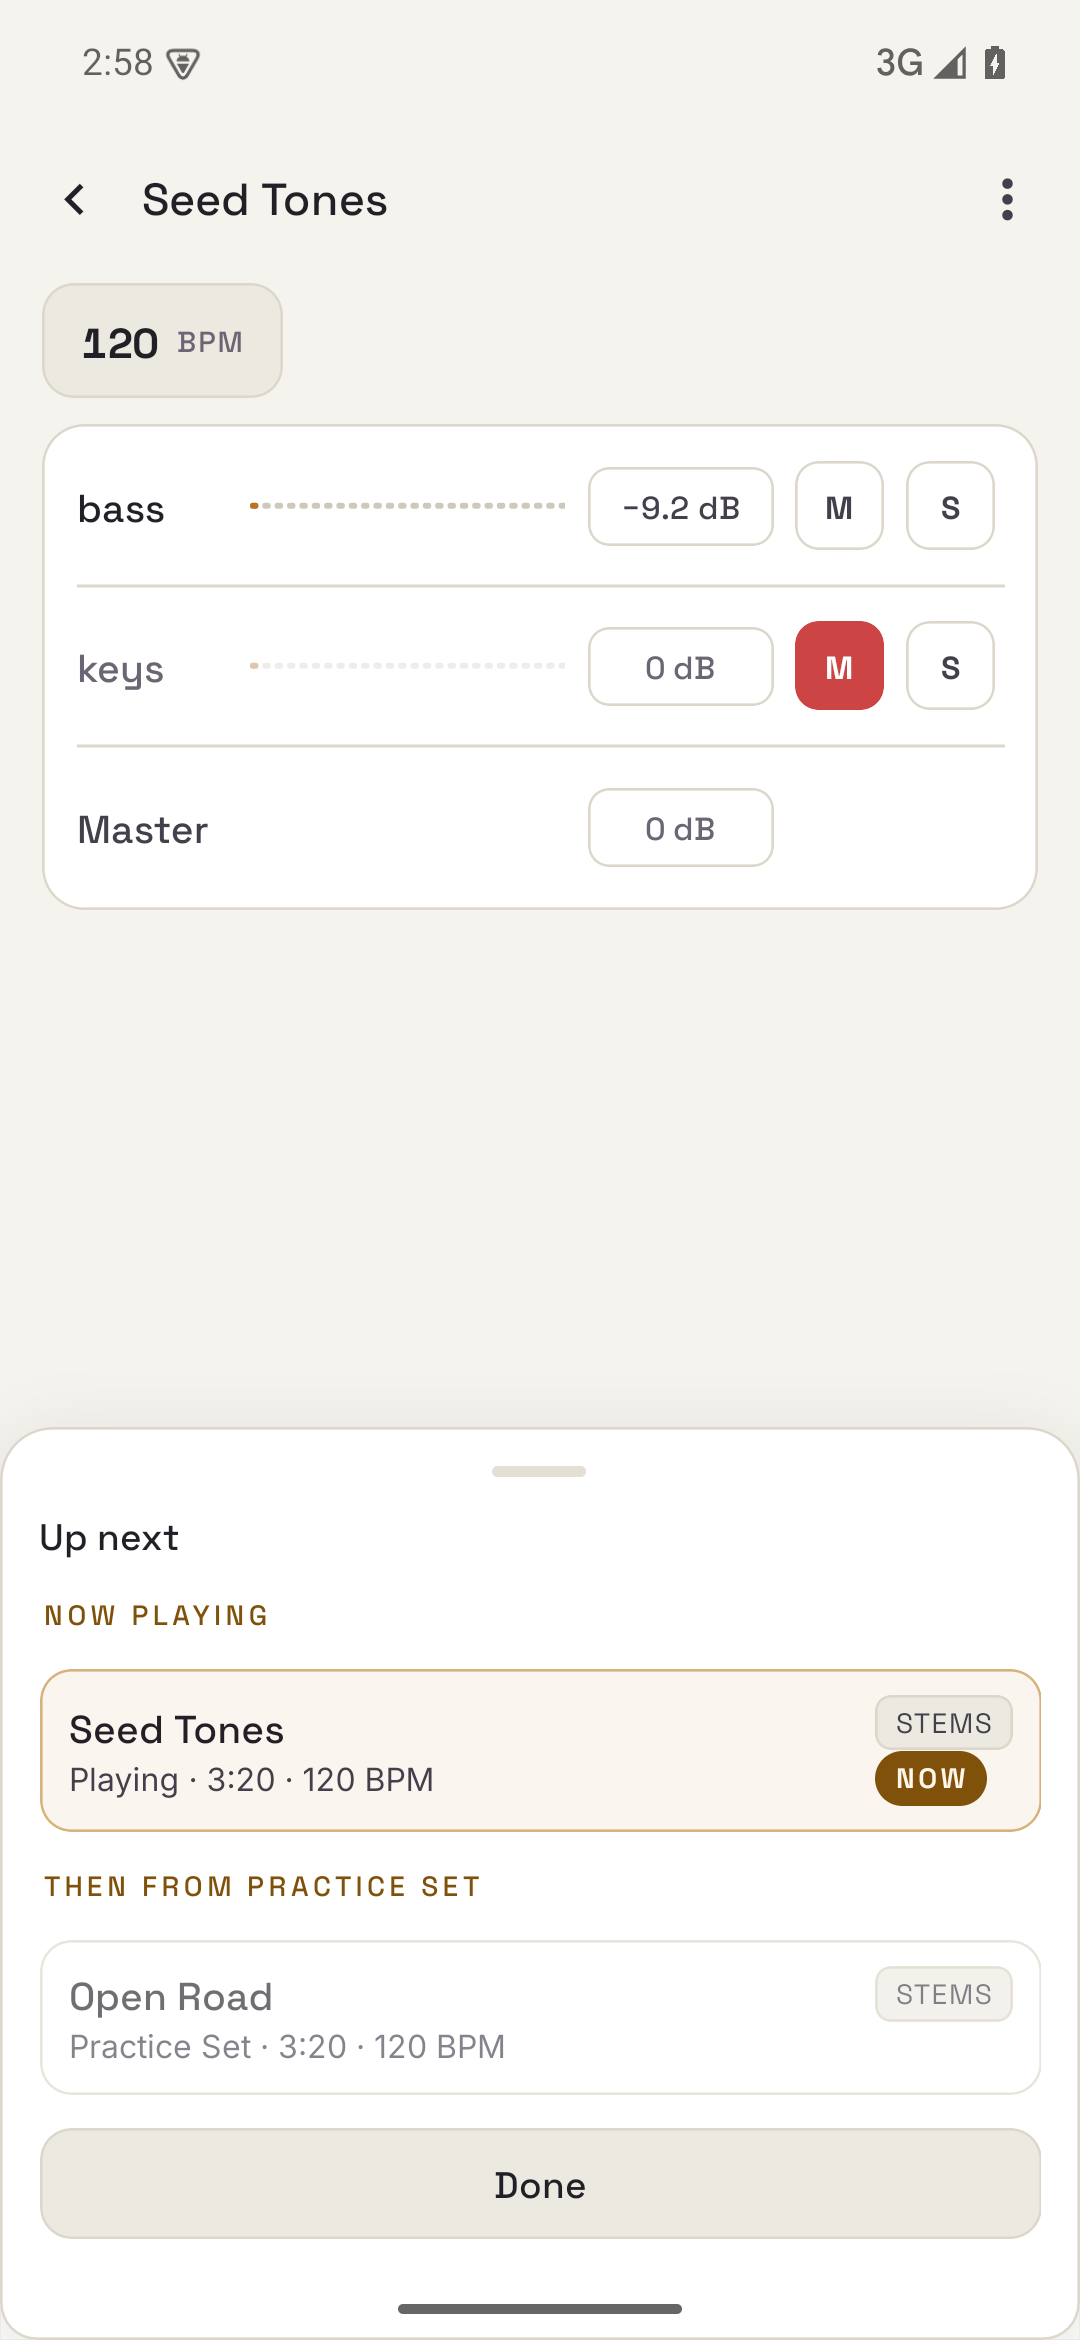 2:58 3G
Seed Tones
120 BPM
bass −9.2 dB M S
keys 0 dB M S
Master 0 dB
Up next
NOW PLAYING
Seed Tones STEMS
Playing · 3:20 · 120 BPM NOW
THEN FROM PRACTICE SET
Open Road STEMS
Practice Set · 3:20 · 120 BPM
Done